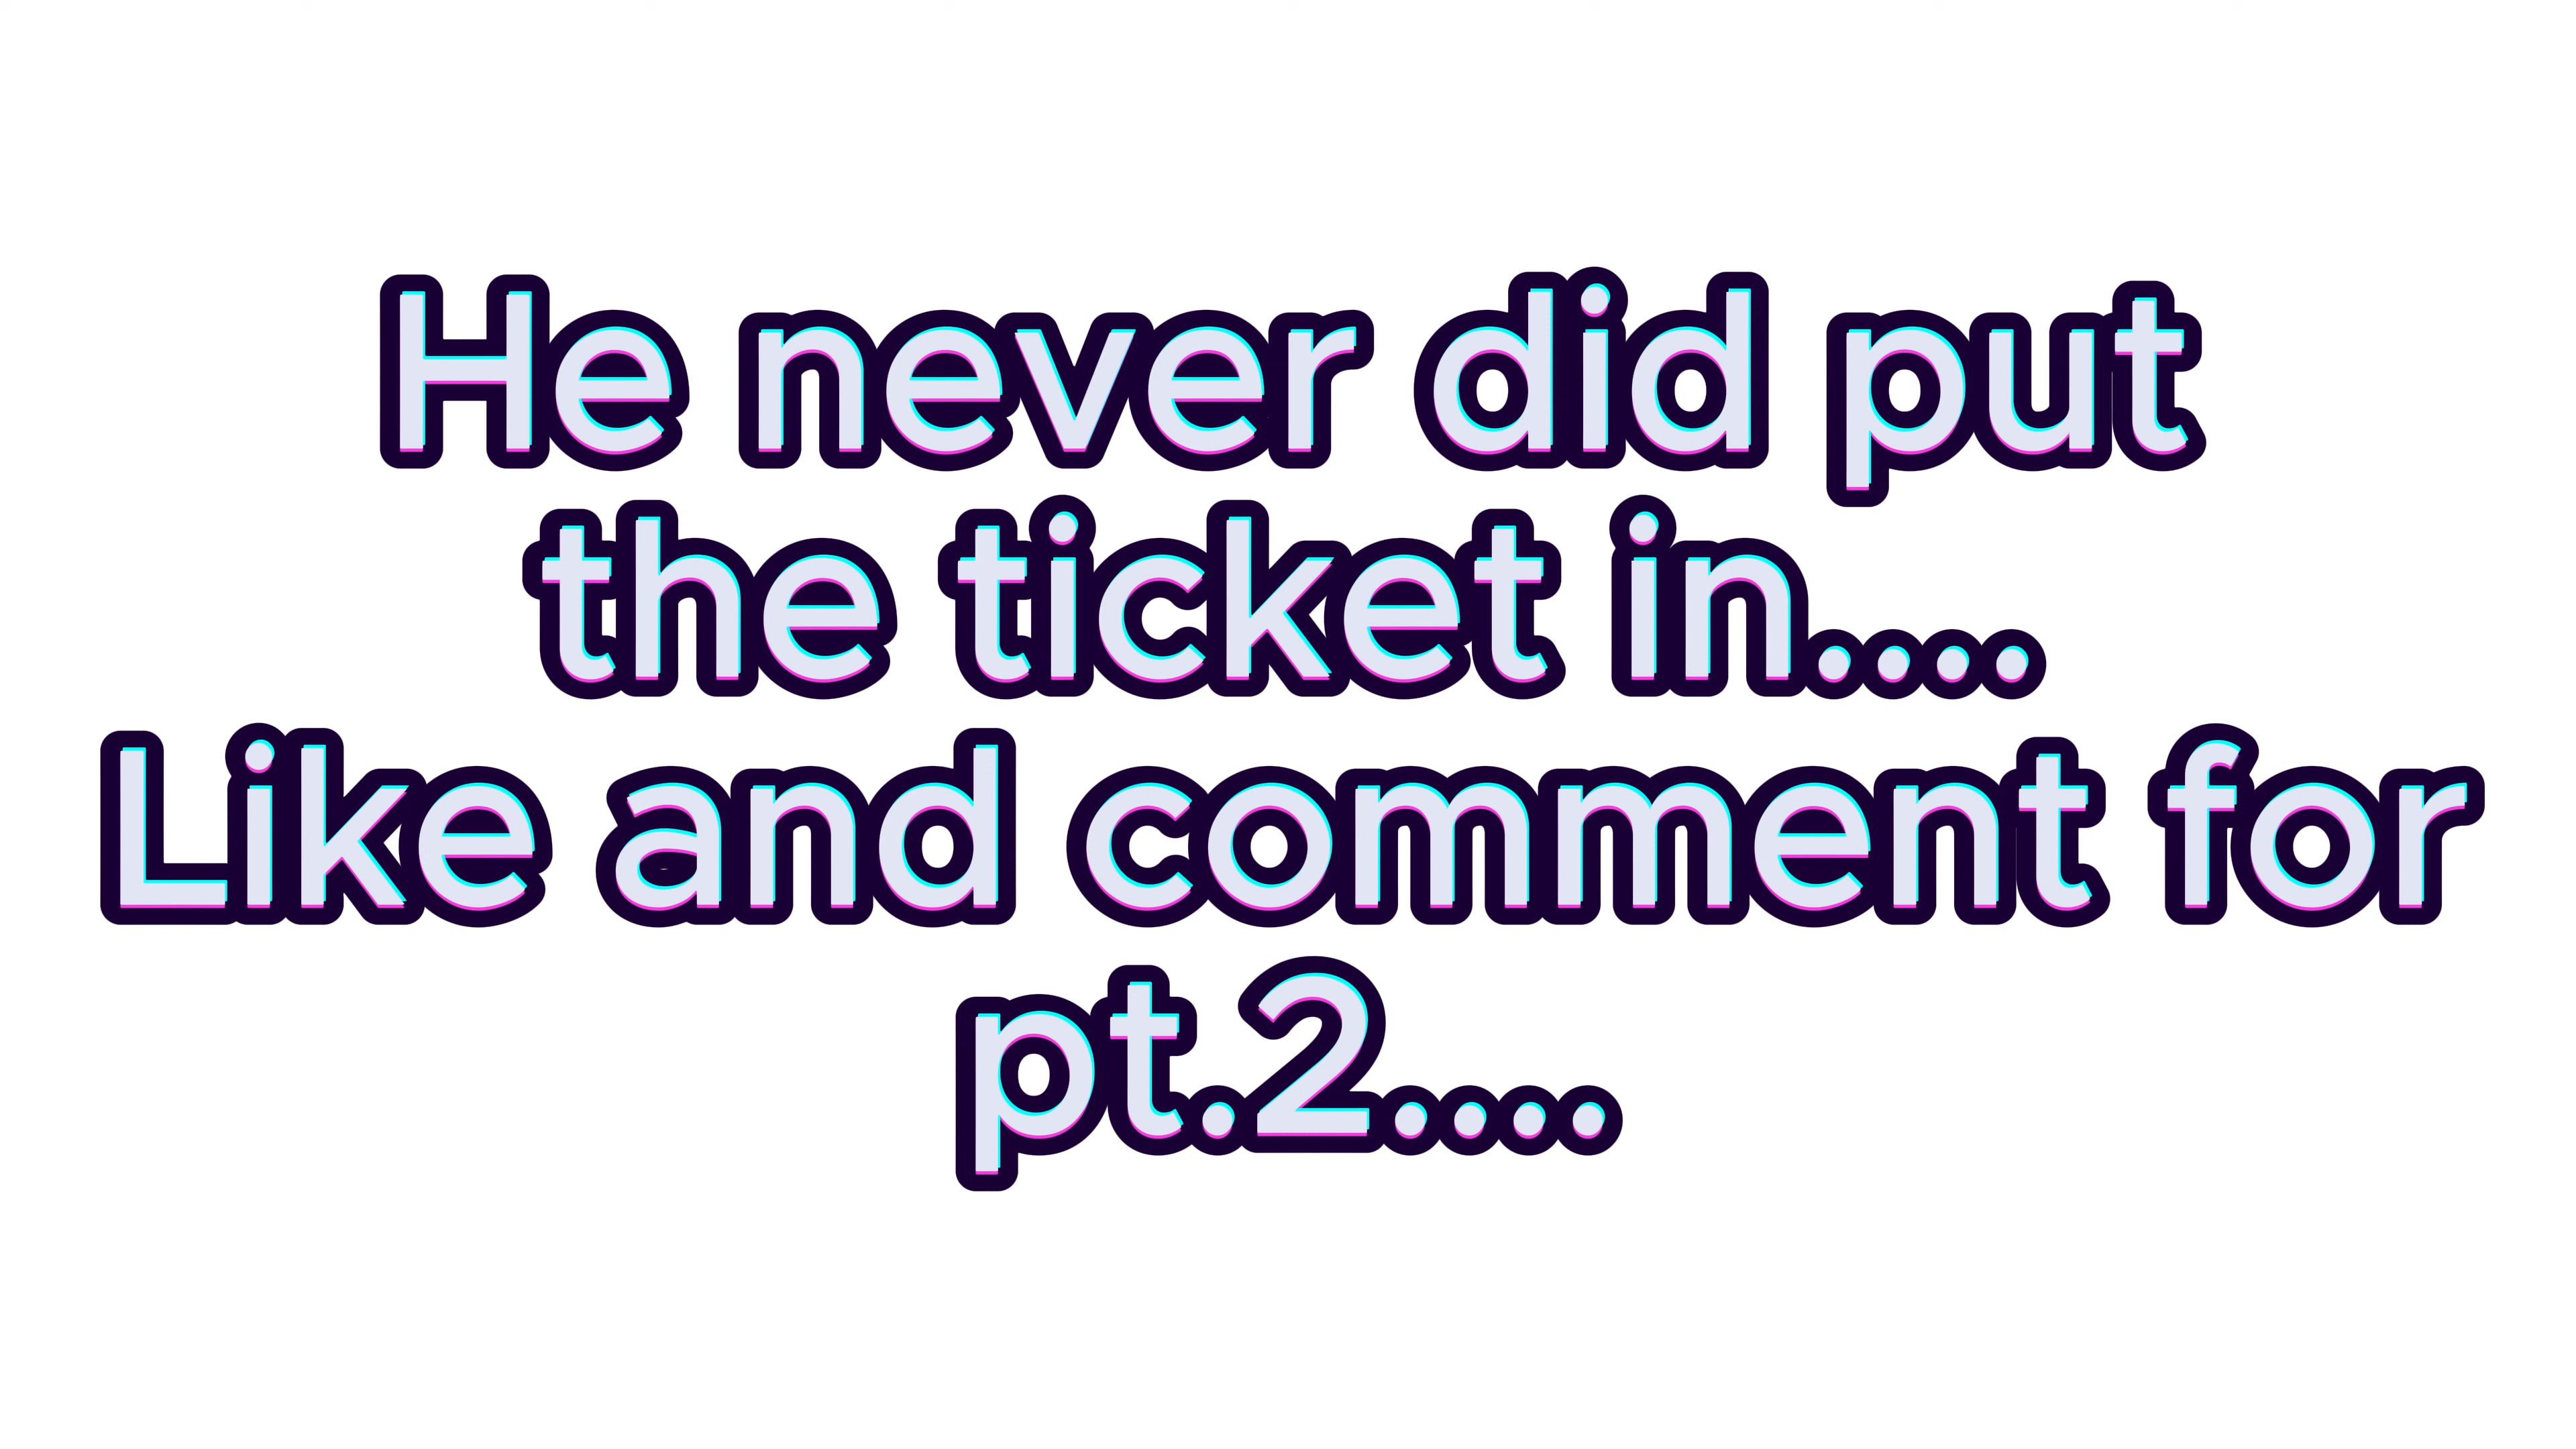 He never did put
the ticket in....
Like and comment for
pt.2....